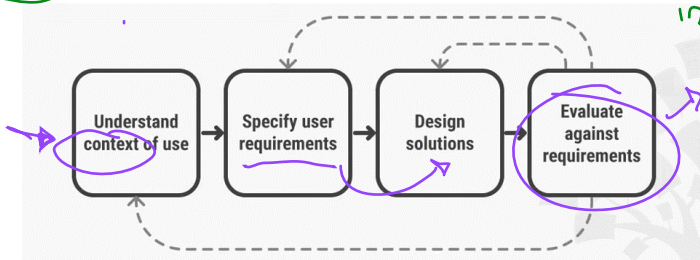 Understand
context of use
Specify user
requirements
Design
solutions
Evaluate
against
requirements